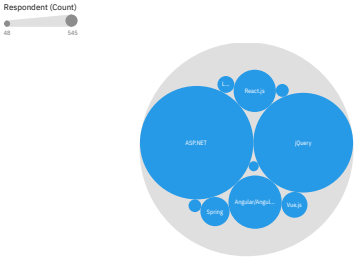 Respondent (Count)
48 545
L...
React.js
ASP.NET
jQuery
Angular/Angul...
Vue.js
Spring